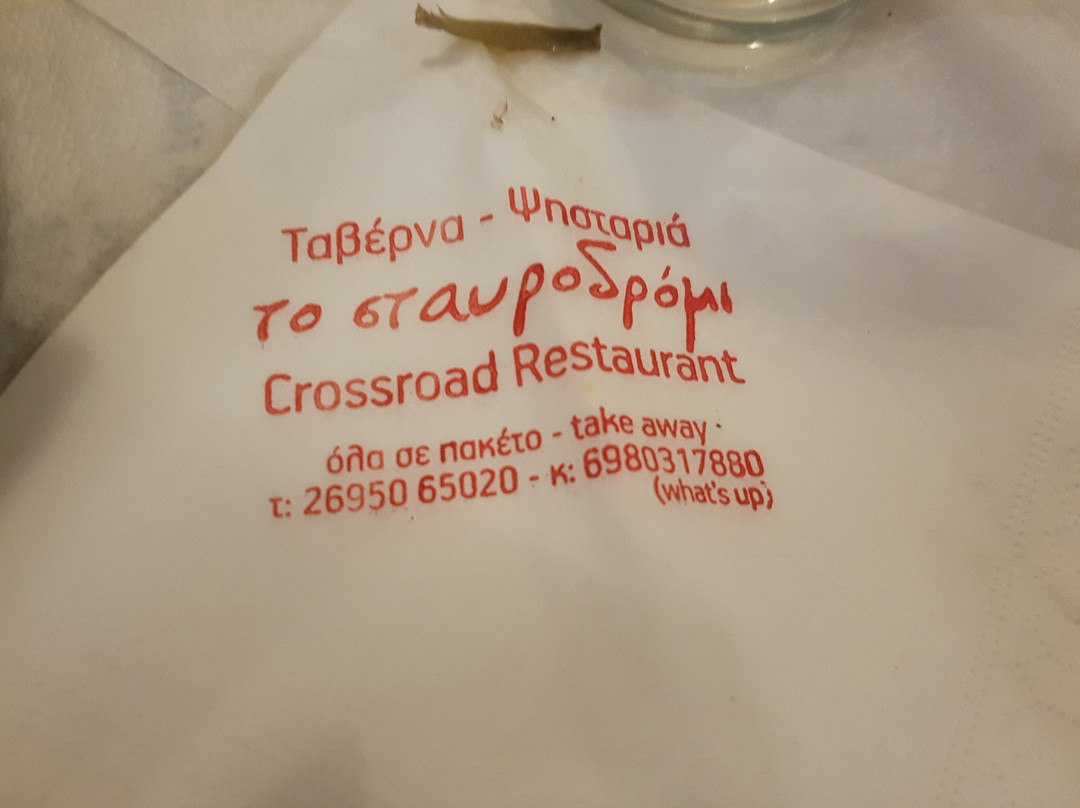 Ταβέρνα - Ψησταριά
το σταυροδρόμι
Crossroad Restaurant
όλα σε πακέτο - take away
τ: 26950 65020 - κ: 6980317880
(what's up)